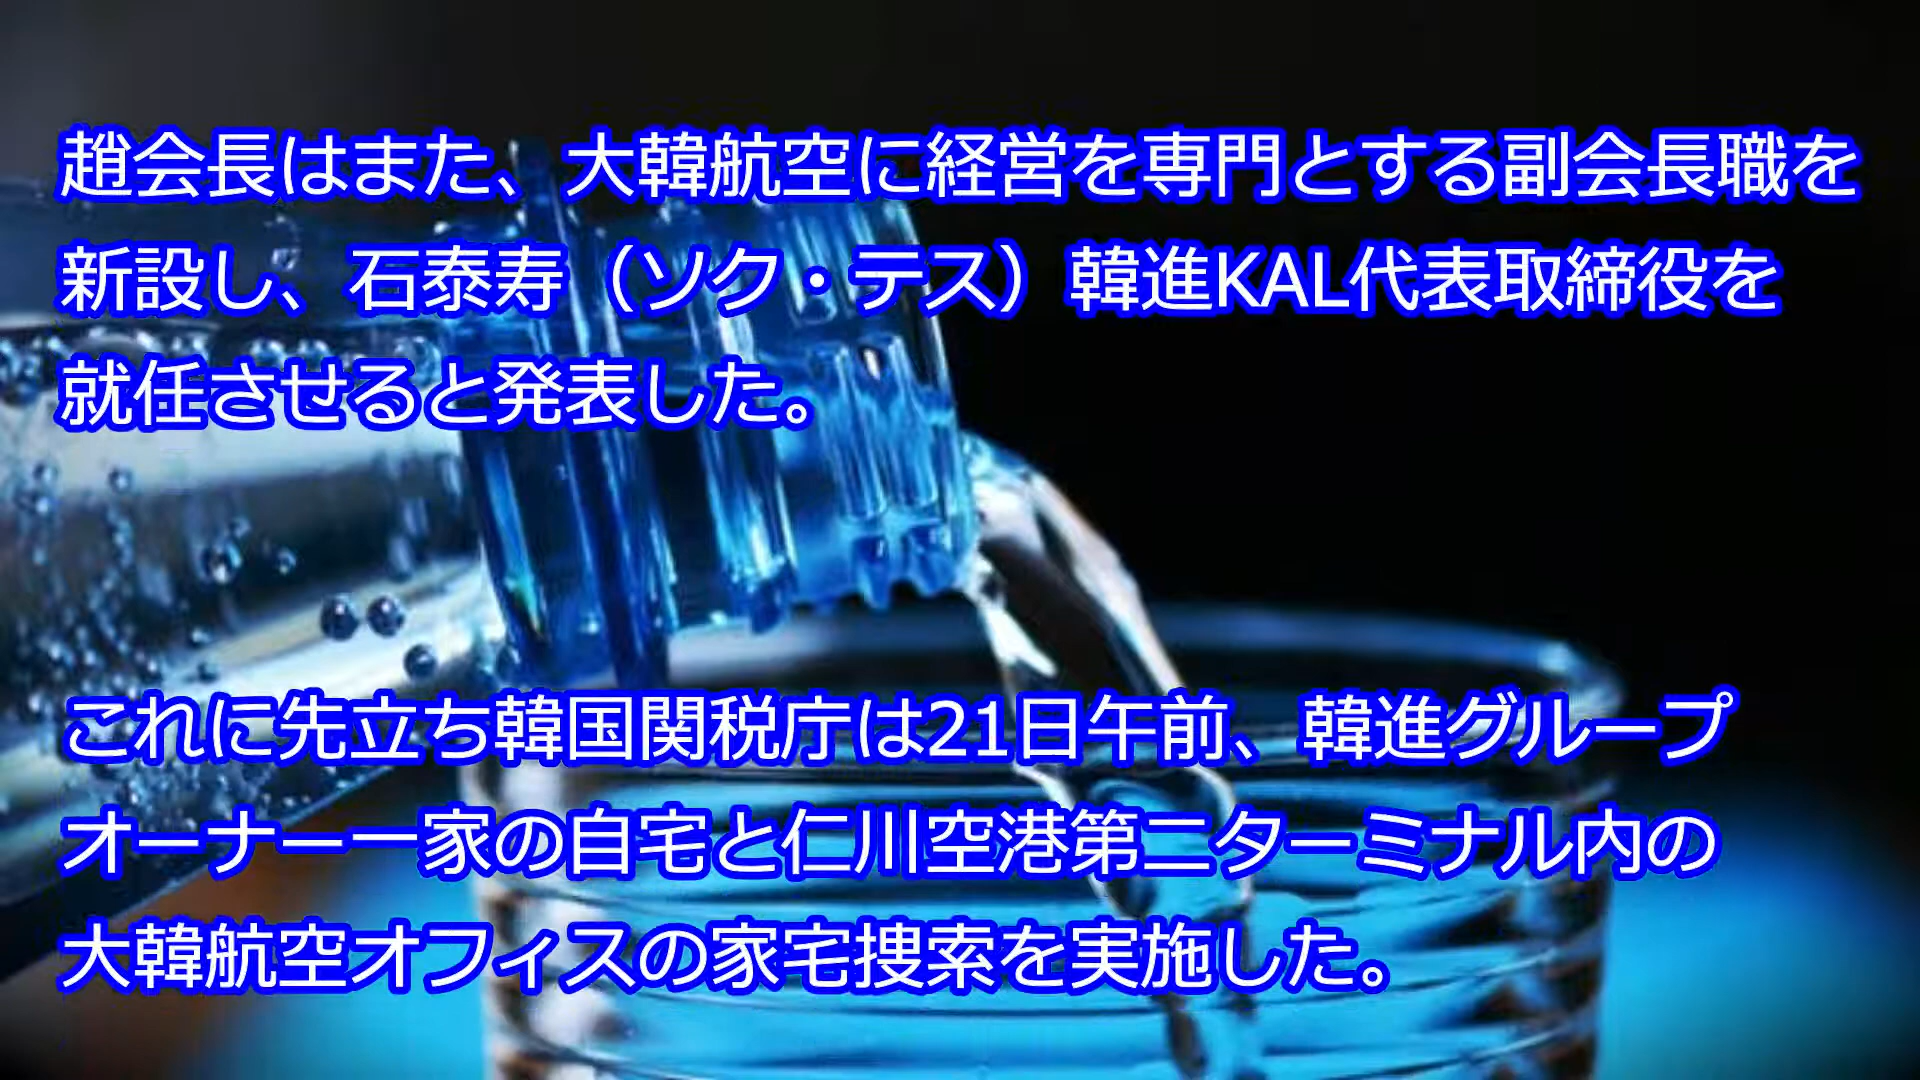 趙会長はまた、大韓航空に経営を専門とする副会長職を
新設し、石泰寿（ソク・テス）韓進KAL代表取締役を
就任させると発表した。
これに先立ち韓国関税庁は21日午前、韓進グループ
オーナー一家の自宅と仁川空港第二ターミナル内の
大韓航空オフィスの家宅捜索を実施した。